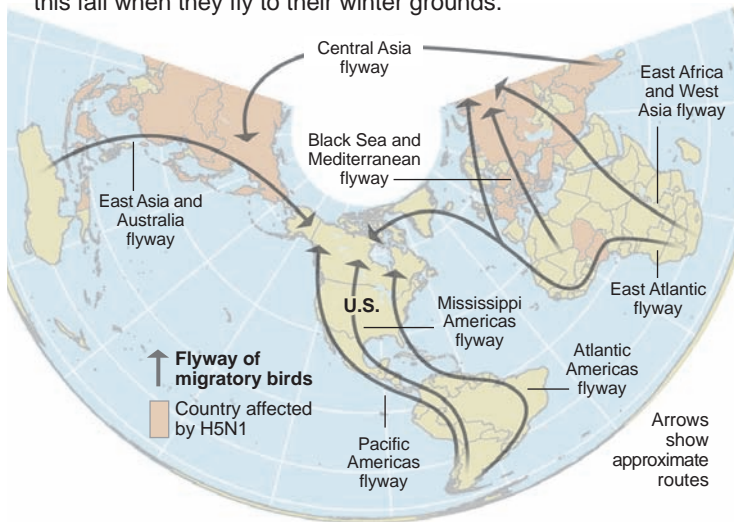 this fall when they fly to their winter grounds.
Central Asia
flyway
East Africa
and West
Asia flyway
Black Sea and
Mediterranean
flyway
East Asia and
Australia
flyway
East Atlantic
flyway
U.S.
Mississippi
Americas
flyway
Atlantic
Americas
flyway
Flyway of
migratory birds
Country affected
by H5N1
Pacific
Americas
flyway
Arrows
show
approximate
routes